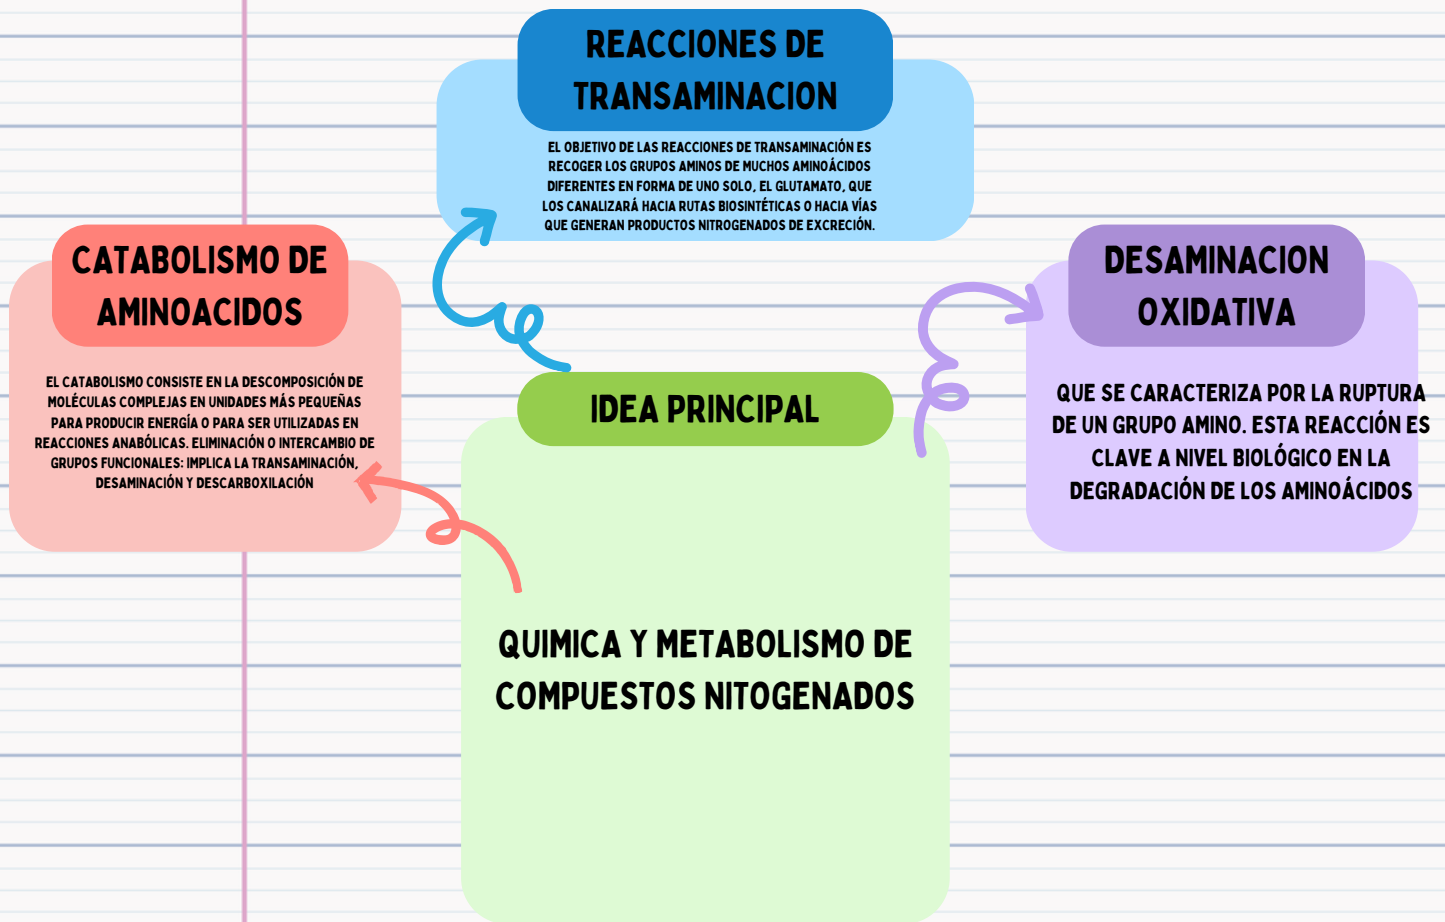 REACCIONES DE
TRANSAMINACION
EL OBJETIVO DE LAS REACCIONES DE TRANSAMINACIÓN ES
RECOGER LOS GRUPOS AMINOS DE MUCHOS AMINOÁCIDOS
DIFERENTES EN FORMA DE UNO SOLO, EL GLUTAMATO, QUE
LOS CANALIZARÁ HACIA RUTAS BIOSINTÉTICAS O HACIA VÍAS
QUE GENERAN PRODUCTOS NITROGENADOS DE EXCRECIÓN.
CATABOLISMO DE
AMINOACIDOS
EL CATABOLISMO CONSISTE EN LA DESCOMPOSICIÓN DE
MOLÉCULAS COMPLEJAS EN UNIDADES MÁS PEQUEÑAS
PARA PRODUCIR ENERGÍA O PARA SER UTILIZADAS EN
REACCIONES ANABÓLICAS. ELIMINACIÓN O INTERCAMBIO DE
GRUPOS FUNCIONALES: IMPLICA LA TRANSAMINACIÓN,
DESAMINACIÓN Y DESCARBOXILACIÓN
DESAMINACION
OXIDATIVA
QUE SE CARACTERIZA POR LA RUPTURA
DE UN GRUPO AMINO. ESTA REACCIÓN ES
CLAVE A NIVEL BIOLÓGICO EN LA
DEGRADACIÓN DE LOS AMINOÁCIDOS
IDEA PRINCIPAL
QUIMICA Y METABOLISMO DE
COMPUESTOS NITOGENADOS